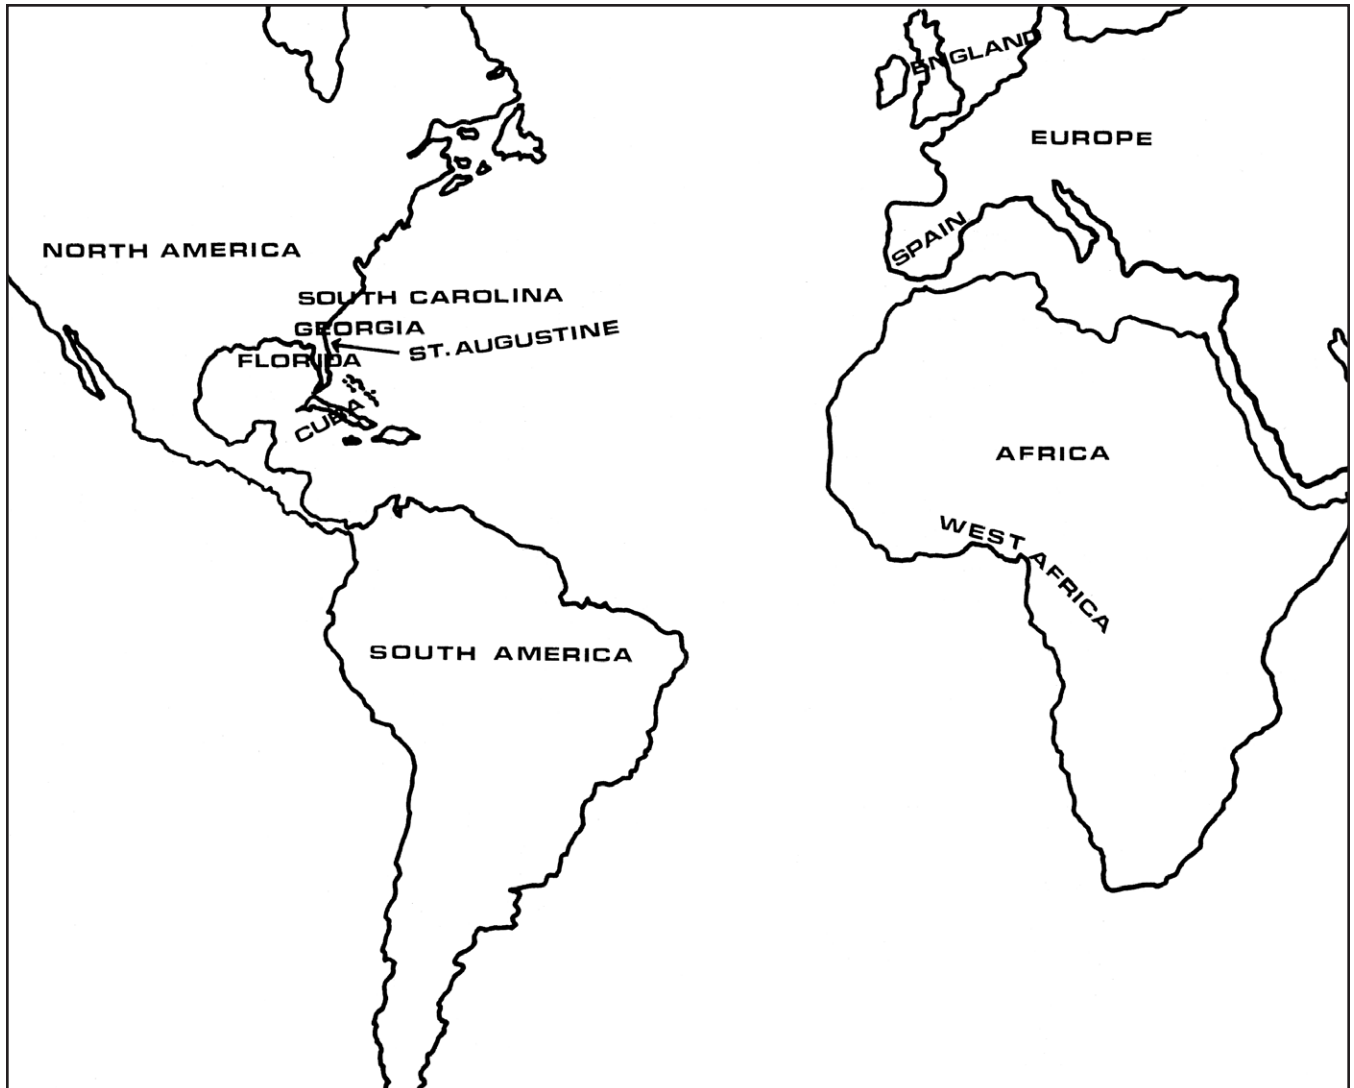 ENGLAND
EUROPE
SPAIN
NORTH AMERICA
SOUTH CAROLINA
GEORGIA
ST. AUGUSTINE
FLORIDA
CUBA
AFRICA
WEST AFRICA
SOUTH AMERICA